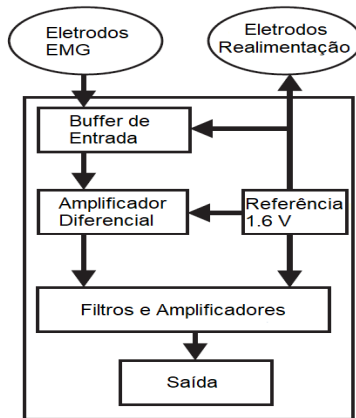 Eletrodos
EMG
Eletrodos
Realimentação
Buffer de
Entrada
Amplificador
Diferencial
Referência
1.6 V
Filtros e Amplificadores
Saída